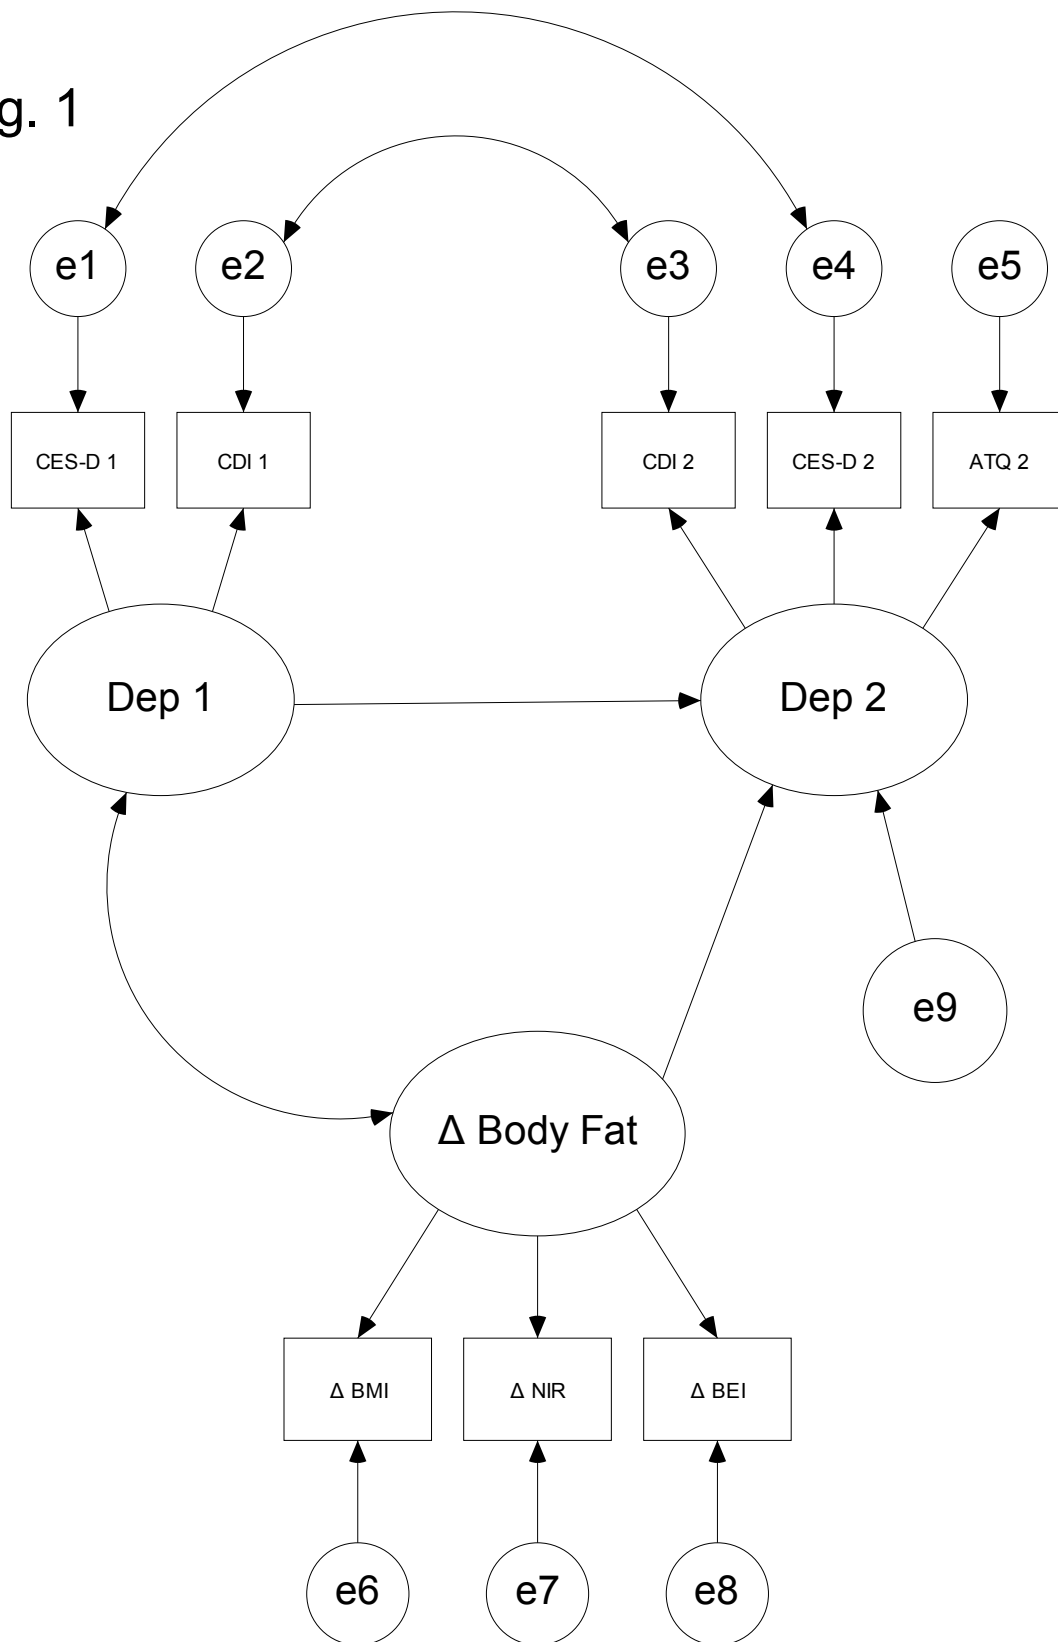 g. 1
e1 e2 e3 e4 e5
CES-D 1 CDI 1 CDI 2 CES-D 2 ATQ 2
Dep 1 Dep 2
e9
Δ Body Fat
Δ BMI Δ NIR Δ BEI
e6 e7 e8